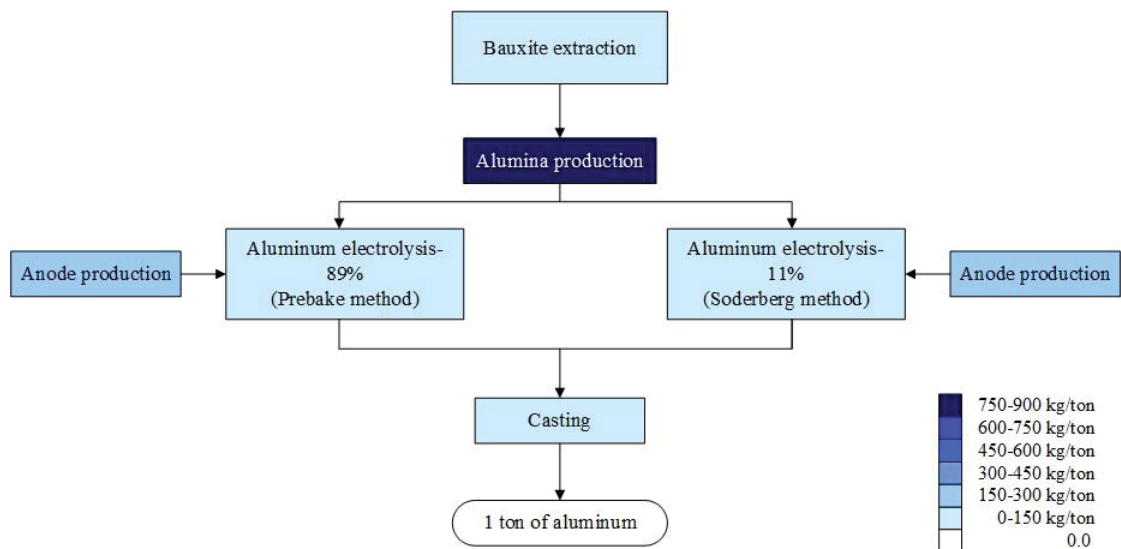 Bauxite extraction
Alumina production
Aluminum electrolysis-
89%
(Prebake method)
Aluminum electrolysis-
11%
(Soderberg method)
Anode production
Anode production
Casting
1 ton of aluminum
750-900 kg/ton
600-750 kg/ton
450-600 kg/ton
300-450 kg/ton
150-300 kg/ton
0-150 kg/ton
0.0